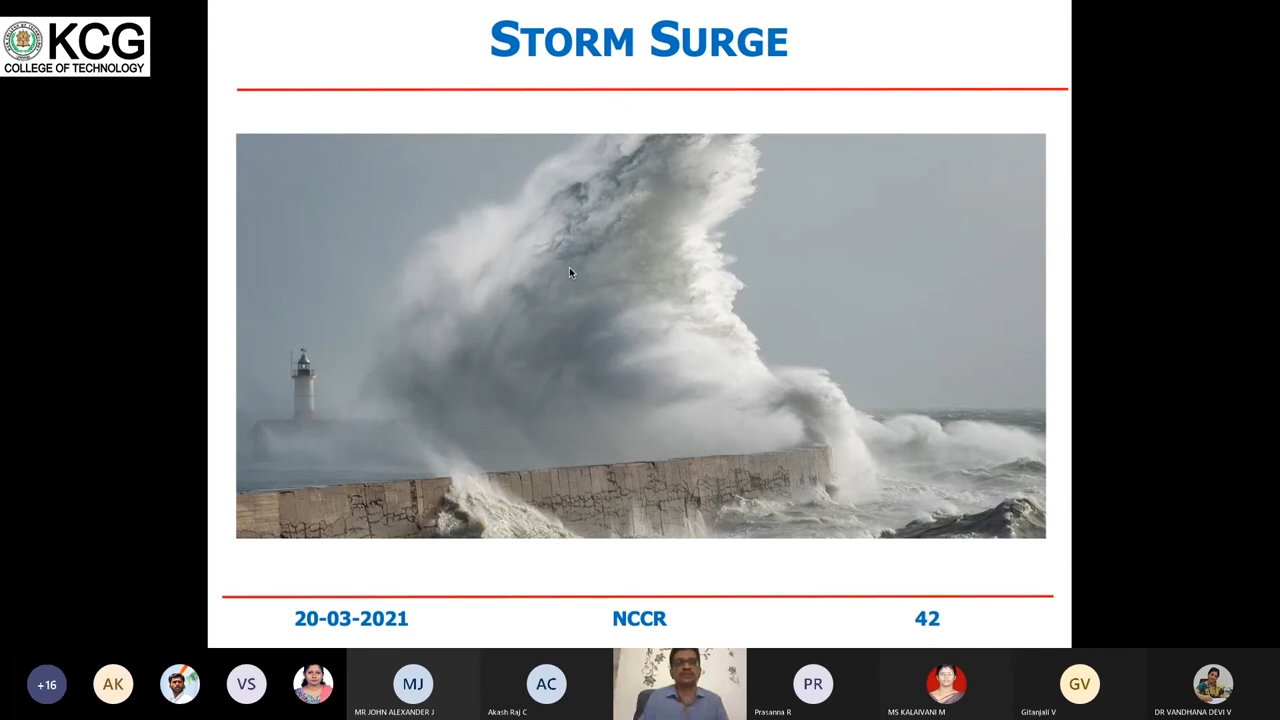 KCG
COLLEGE OF TECHNOLOGY
STORM SURGE
20-03-2021 NCCR 42
+16 AK VS MJ AC PR GV
MR JOHN ALEXANDER J Akash Raj C Prasanna R MS KALAIVANI M Gitanjali V DR VANDHANA DEVI V